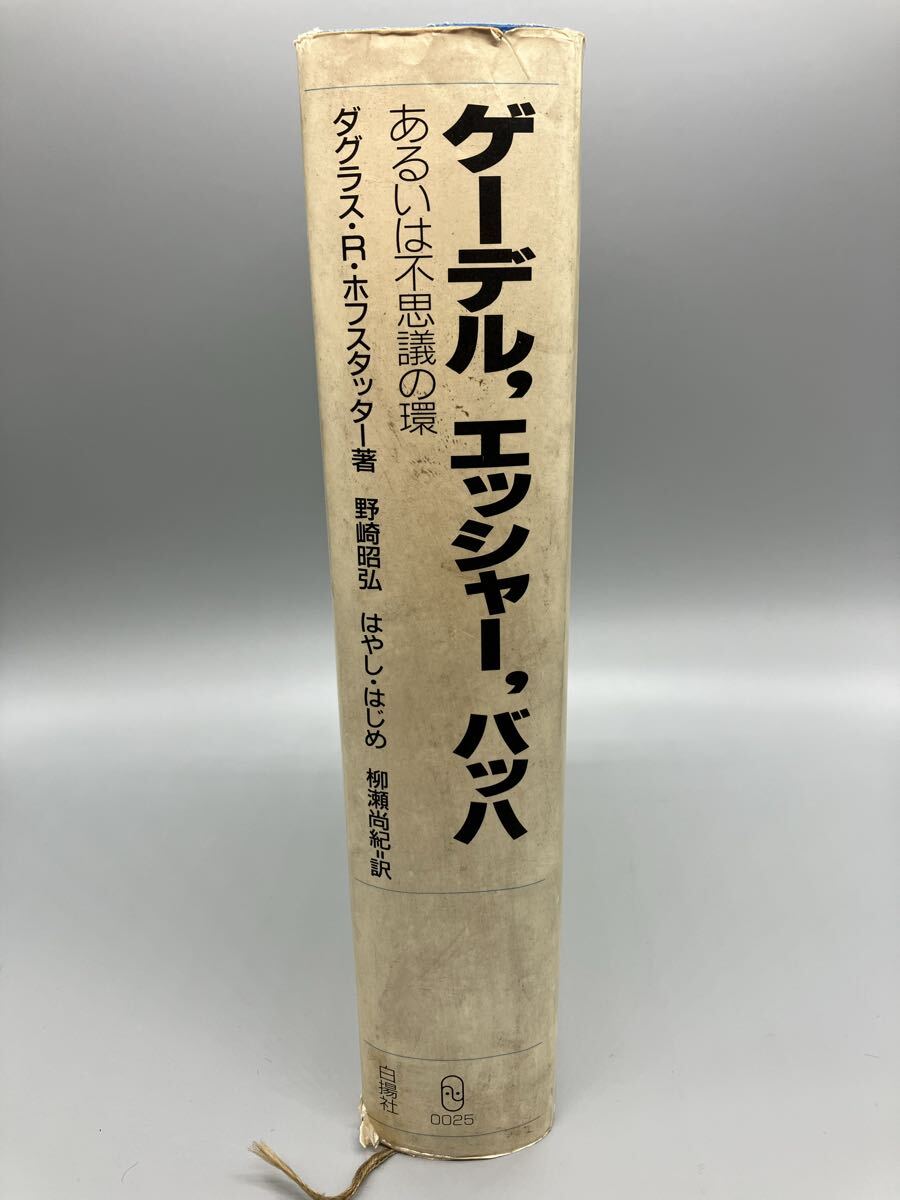 ゲーデル,エッシャー,バッハ
あるいは不思議の環
ダグラス・R・ホフスタッター著 野崎昭弘 はやし・はじめ 柳瀬尚紀=訳
白揚社
0025